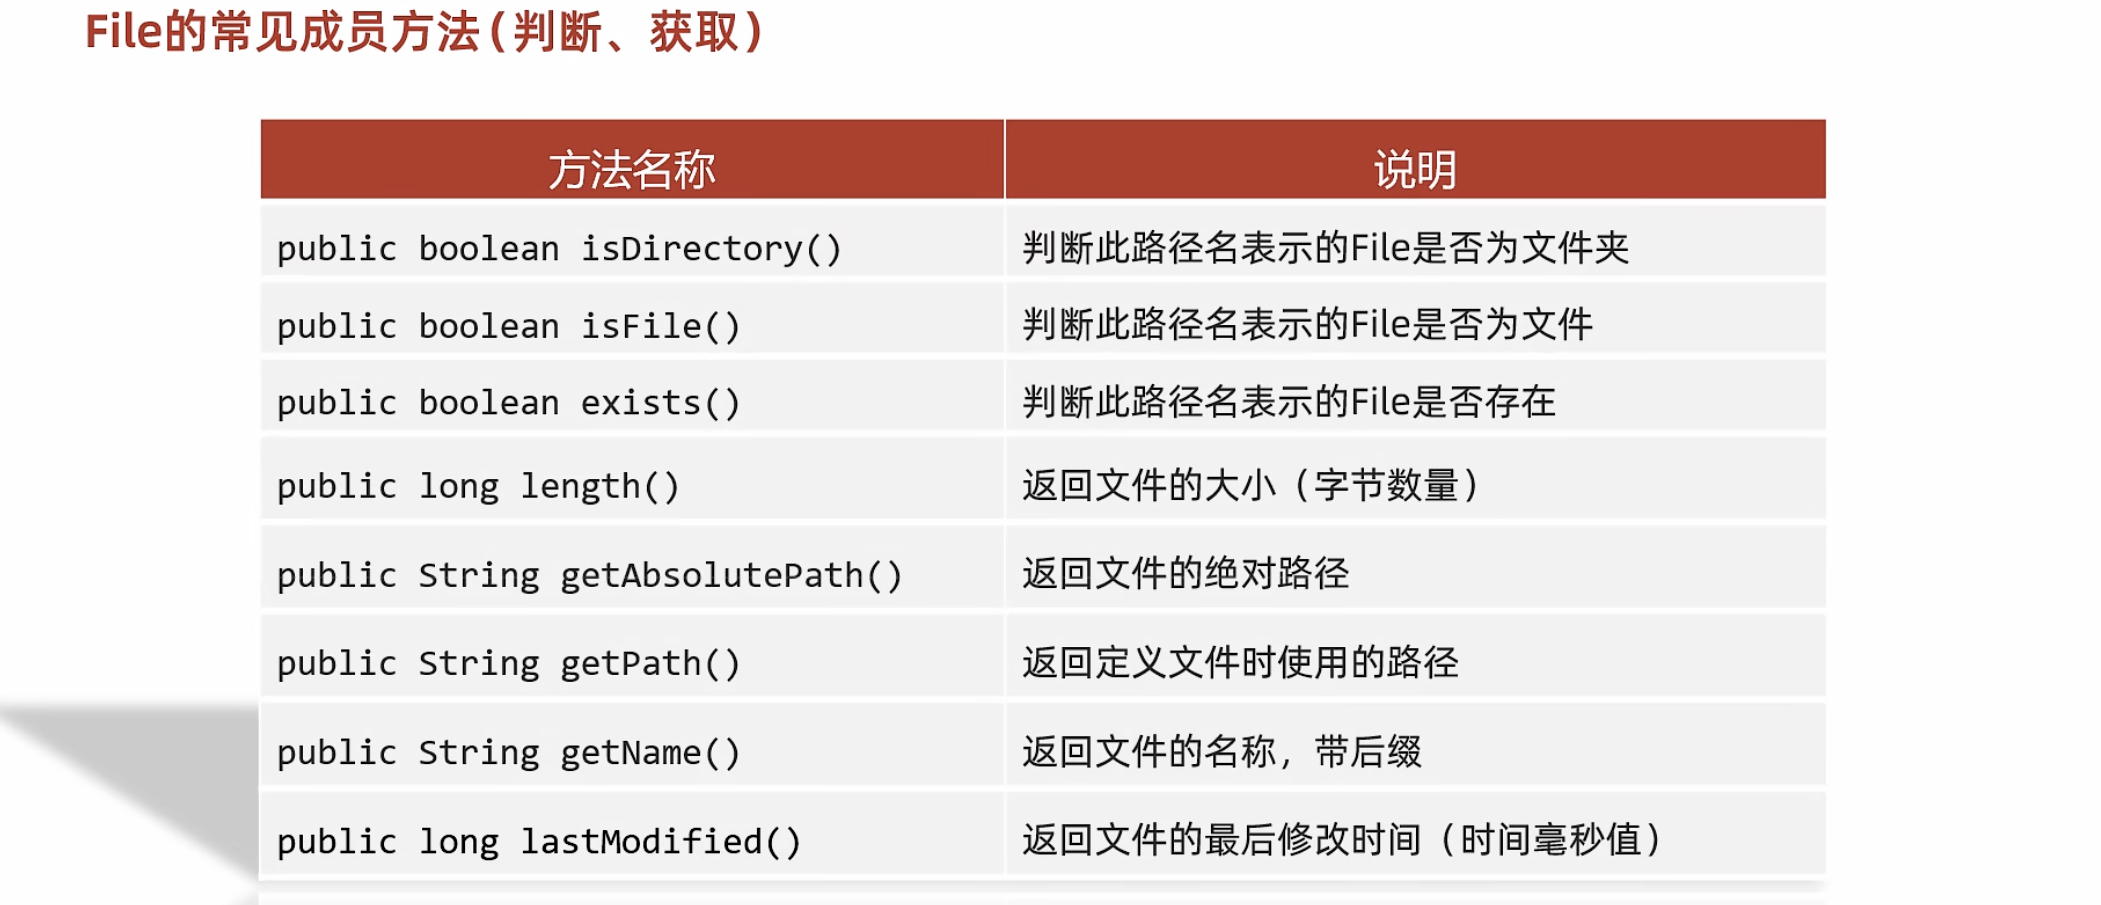 File的常见成员方法(判断、获取)
方法名称 说明
public boolean isDirectory() 判断此路径名表示的File是否为文件夹
public boolean isFile() 判断此路径名表示的File是否为文件
public boolean exists() 判断此路径名表示的File是否存在
public long length() 返回文件的大小（字节数量）
public String getAbsolutePath() 返回文件的绝对路径
public String getPath() 返回定义文件时使用的路径
public String getName() 返回文件的名称，带后缀
public long lastModified() 返回文件的最后修改时间（时间毫秒值）